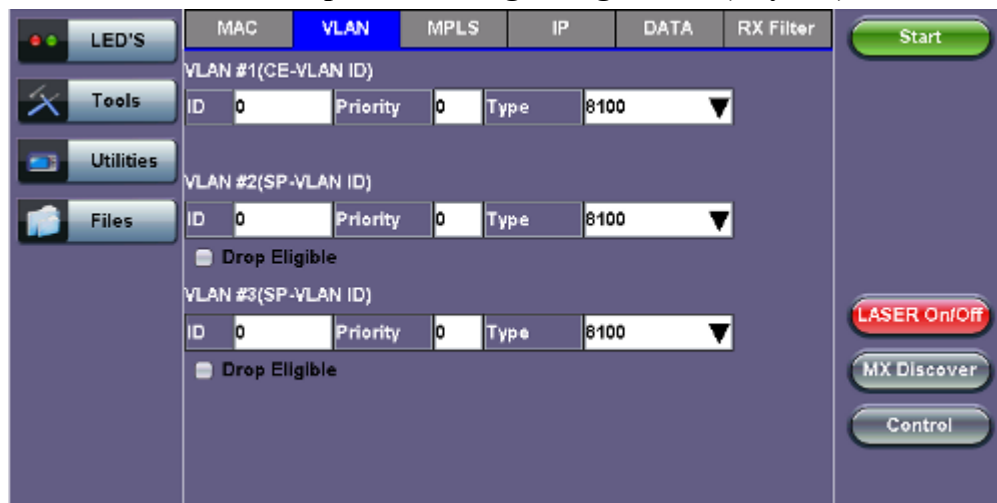 MAC VLAN MPLS IP DATA RX Filter
LED'S
Tools
Utilities
Files
VLAN #1(CE-VLAN ID)
ID 0 Priority 0 Type 8100
VLAN #2(SP-VLAN ID)
ID 0 Priority 0 Type 8100
Drop Eligible
VLAN #3(SP-VLAN ID)
ID 0 Priority 0 Type 8100
Drop Eligible
Start
LASER On/Off
MX Discover
Control